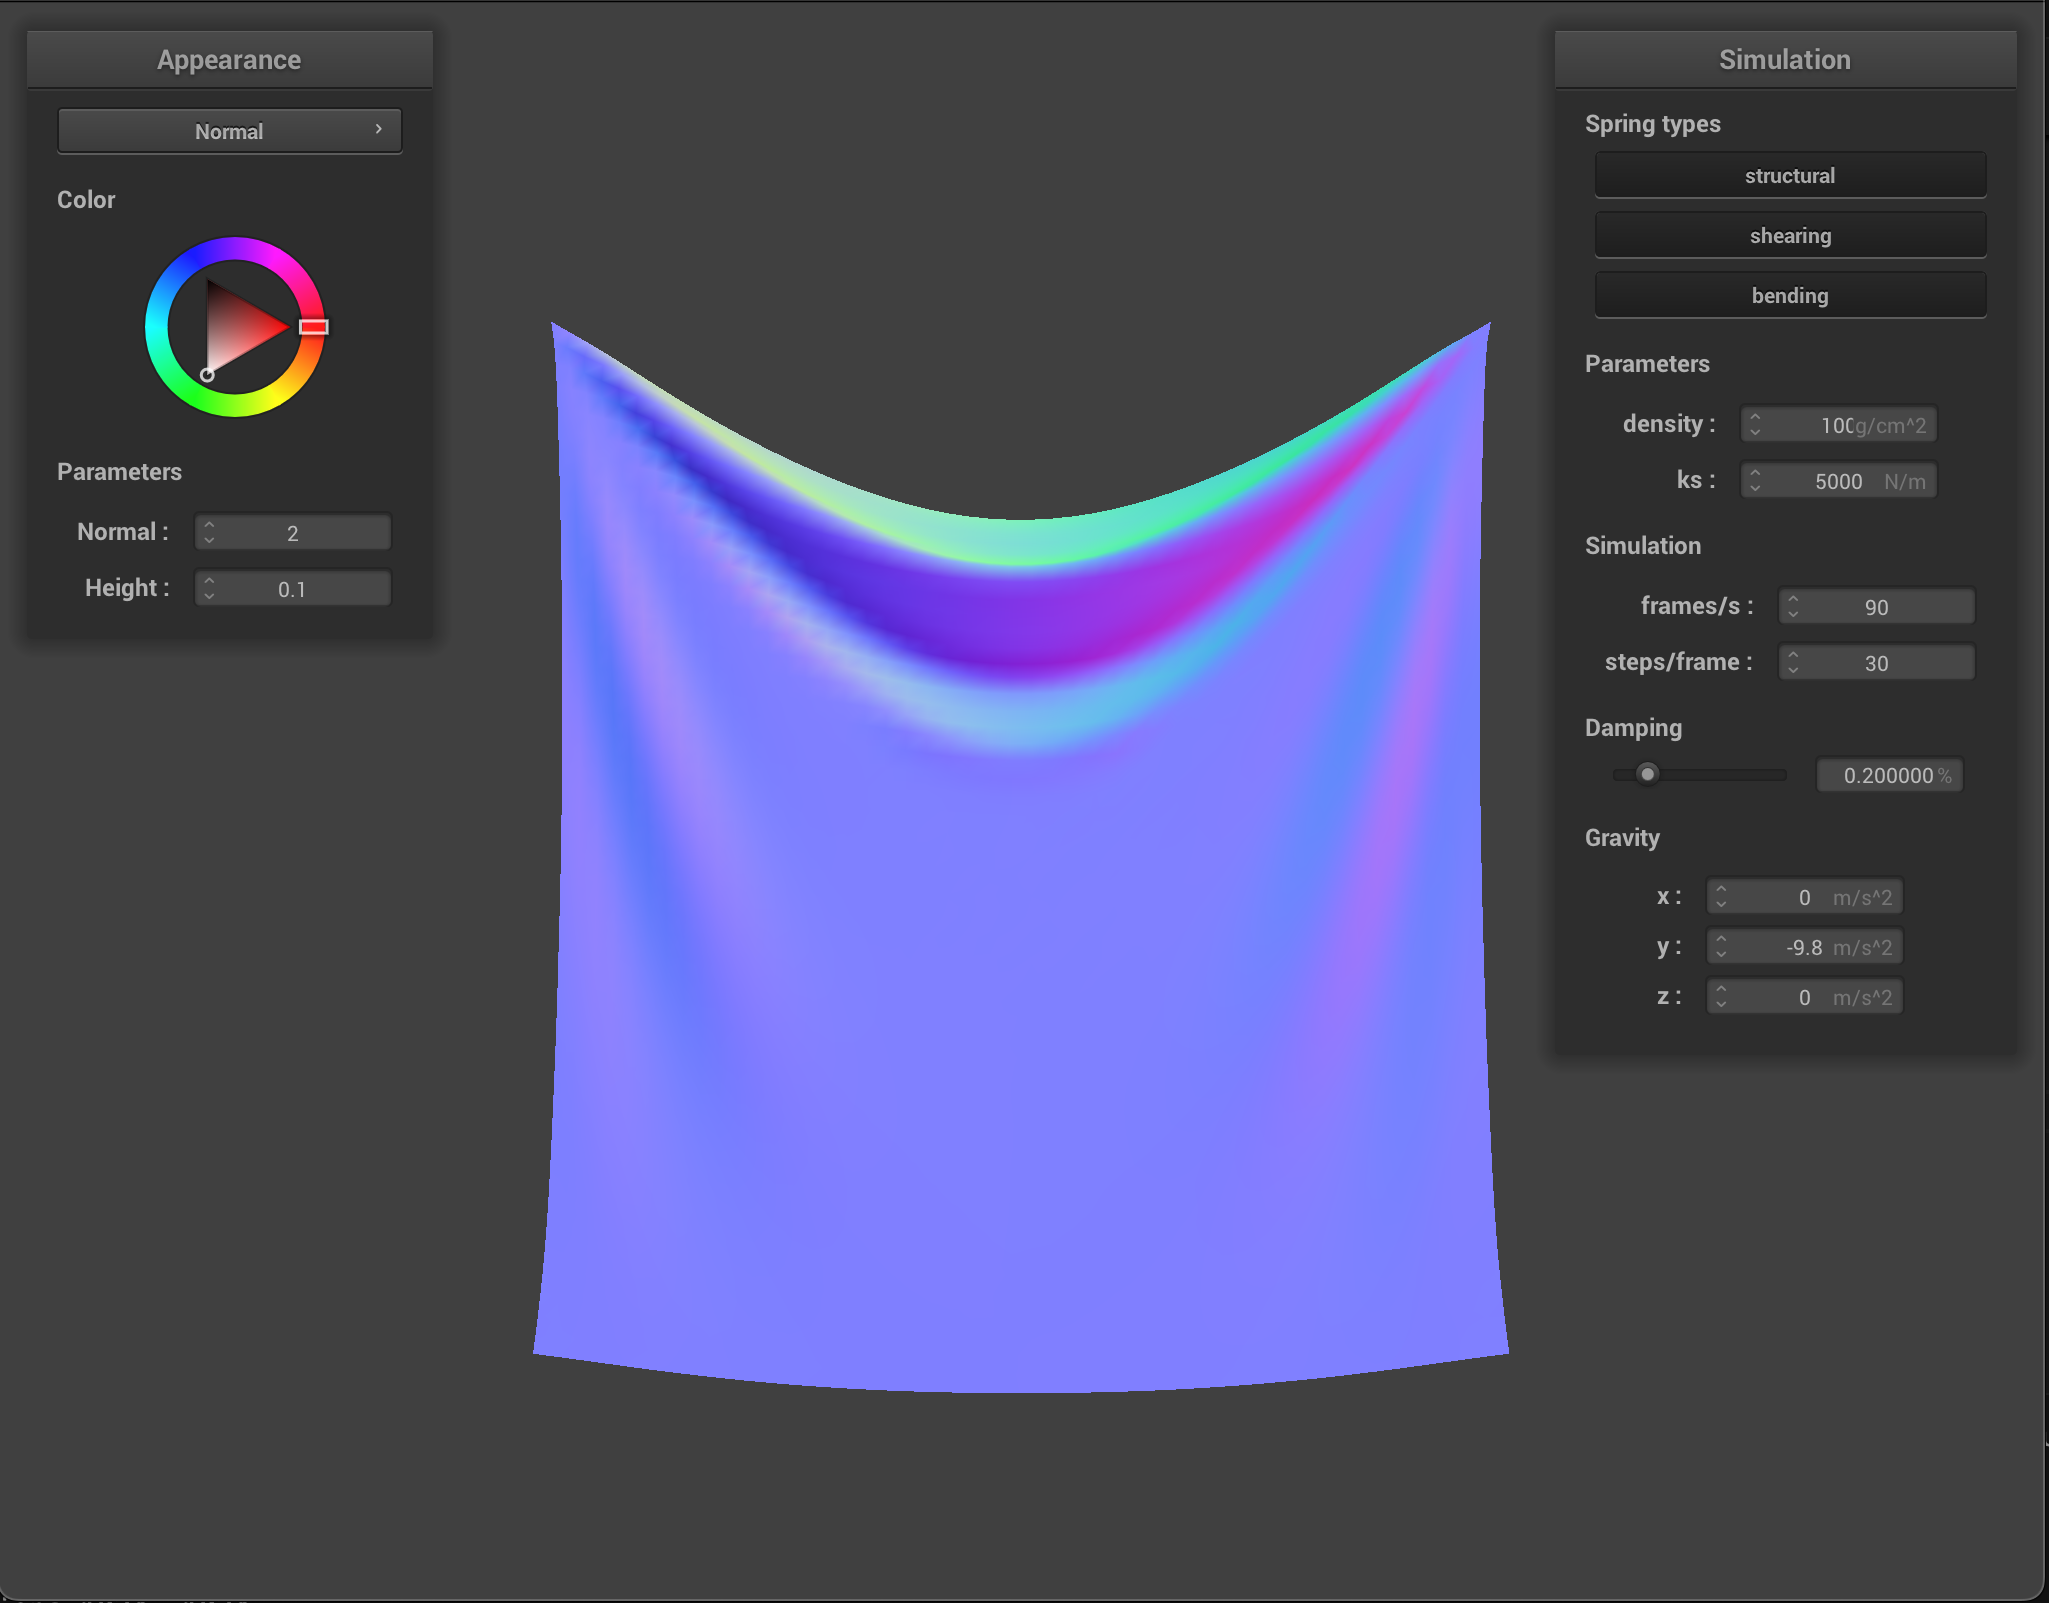 Appearance
Normal
Color
Parameters
Normal : 2
Height : 0.1
Simulation
Spring types
structural
shearing
bending
Parameters
density : 100 g/cm^2
ks : 5000 N/m
Simulation
frames/s : 90
steps/frame : 30
Damping
0.200000 %
Gravity
x : 0 m/s^2
y : -9.8 m/s^2
z : 0 m/s^2